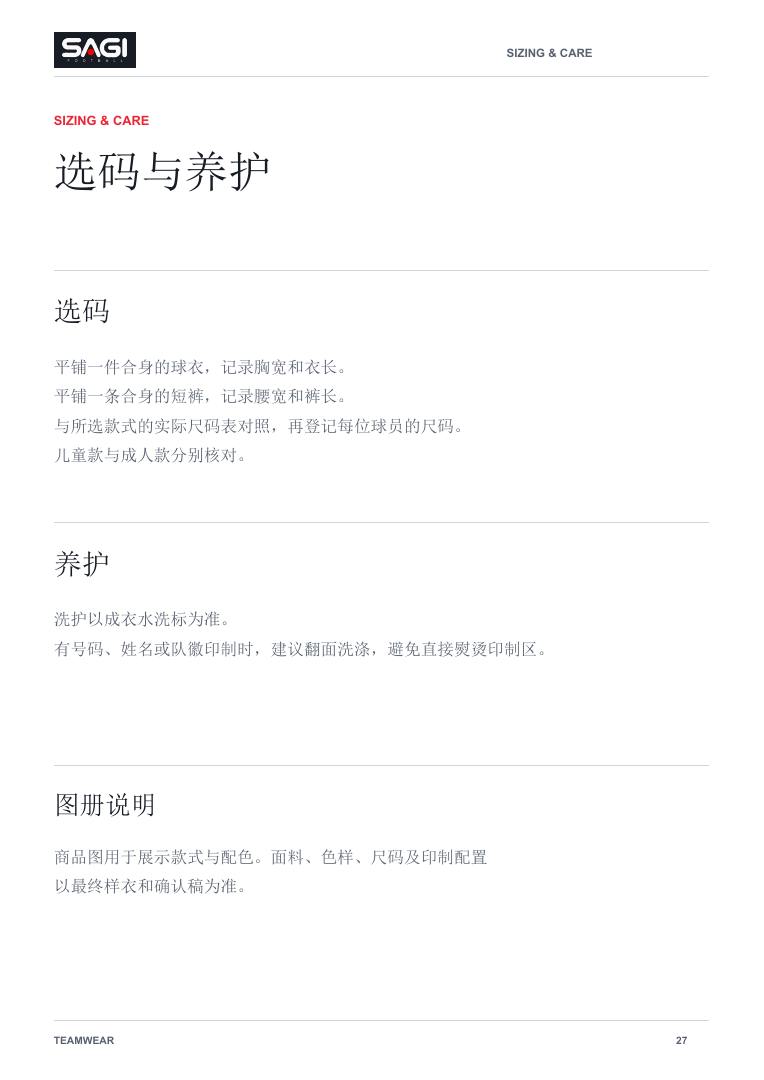 SAGI
FOOTBALL
SIZING & CARE
SIZING & CARE
选码与养护
选码
平铺一件合身的球衣，记录胸宽和衣长。
平铺一条合身的短裤，记录腰宽和裤长。
与所选款式的实际尺码表对照，再登记每位球员的尺码。
儿童款与成人款分别核对。
养护
洗护以成衣水洗标为准。
有号码、姓名或队徽印制时，建议翻面洗涤，避免直接熨烫印制区。
图册说明
商品图用于展示款式与配色。面料、色样、尺码及印制配置
以最终样衣和确认稿为准。
TEAMWEAR
27